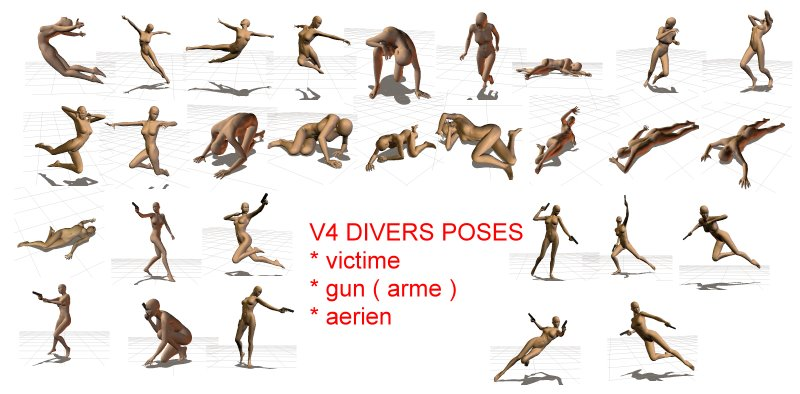 V4 DIVERS POSES
* victime
* gun ( arme )
* aerien